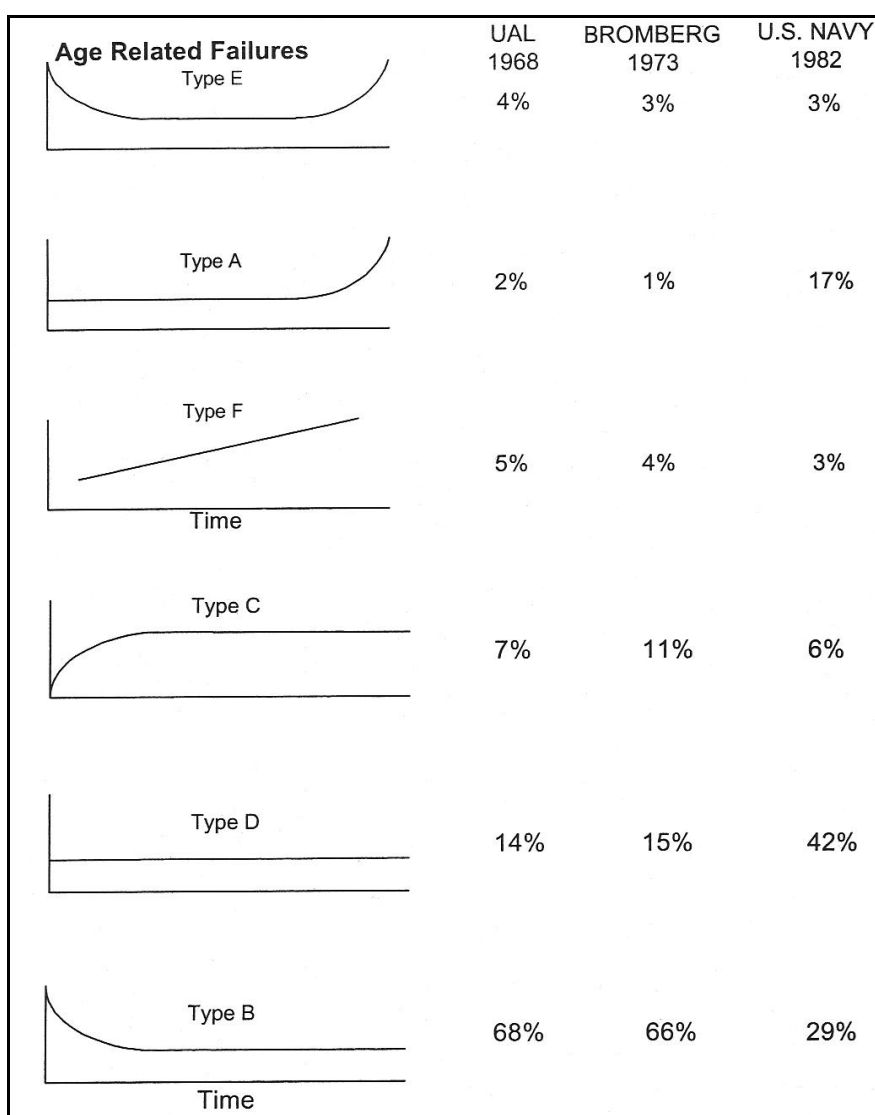 Age Related Failures UAL BROMBERG U.S. NAVY
1968 1973 1982
Type E
4% 3% 3%
Type A
2% 1% 17%
Type F
5% 4% 3%
Time
Type C
7% 11% 6%
Type D
14% 15% 42%
Type B
68% 66% 29%
Time